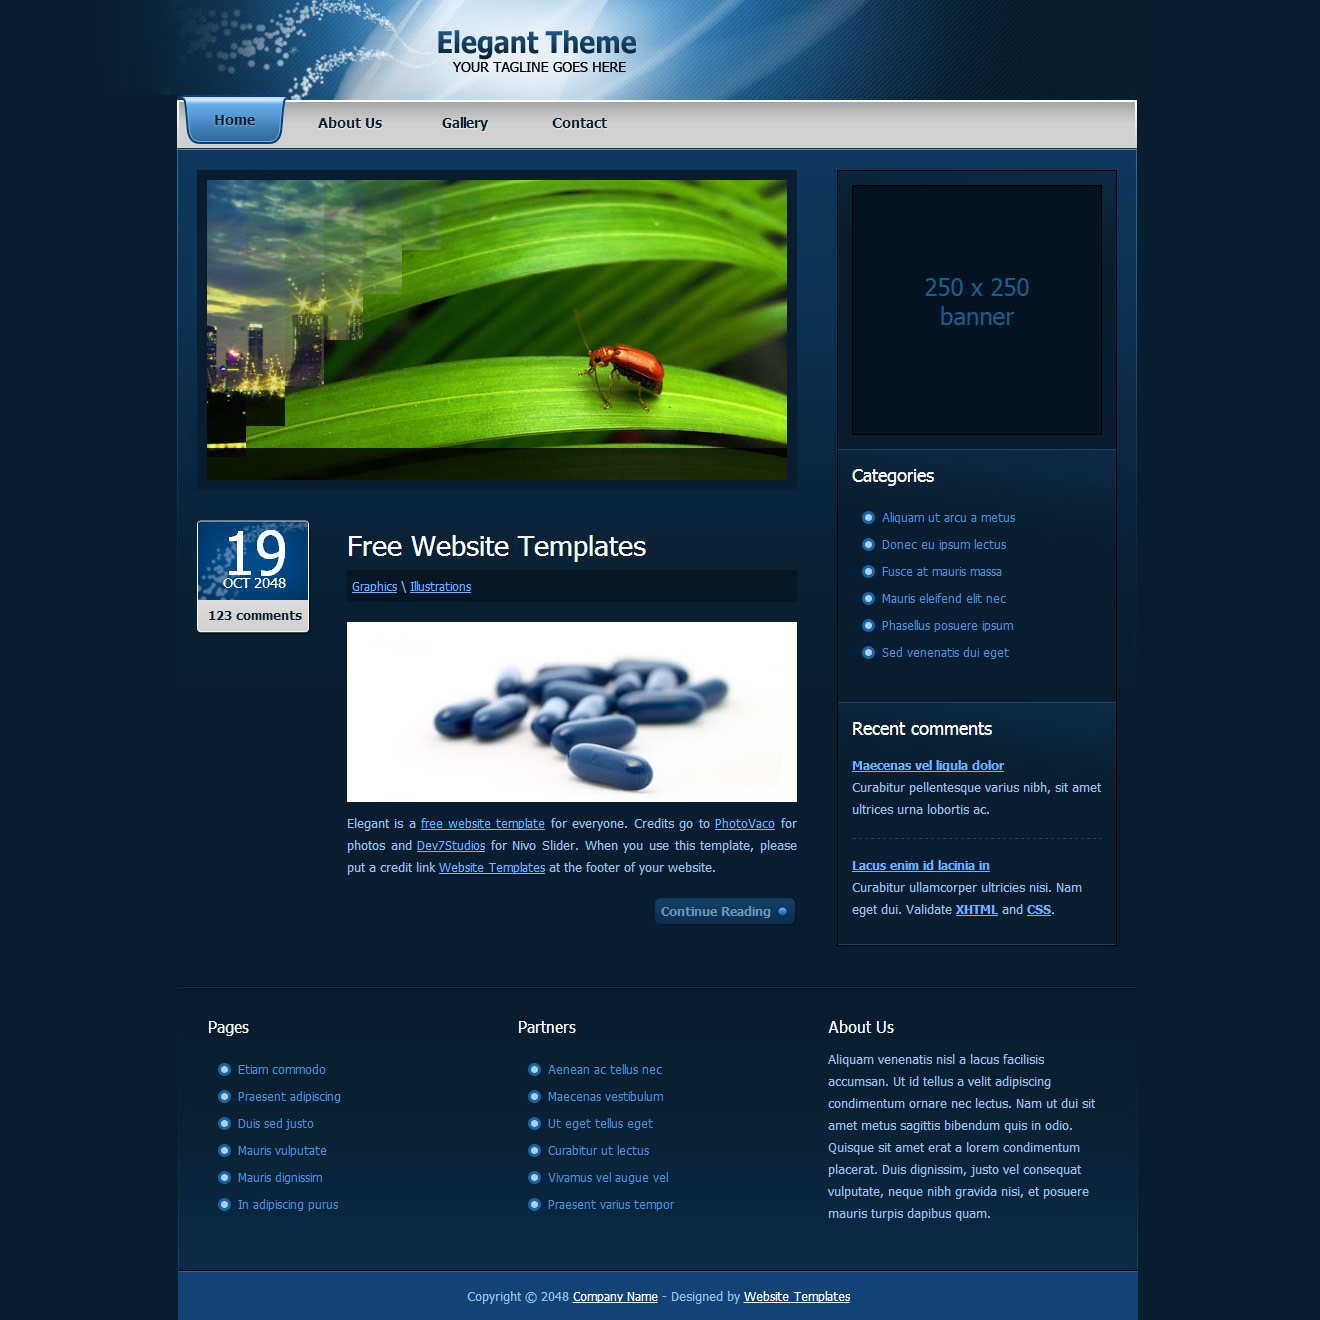 Elegant Theme
YOUR TAGLINE GOES HERE
Home
About Us
Gallery
Contact
250 x 250
banner
Categories
Aliquam ut arcu a metus
Donec eu ipsum lectus
Fusce at mauris massa
Mauris eleifend elit nec
Phasellus posuere ipsum
Sed venenatis dui eget
19
OCT 2048
123 comments
Free Website Templates
Graphics \ Illustrations
Elegant is a free website template for everyone. Credits go to PhotoVaco for
photos and Dev7Studios for Nivo Slider. When you use this template, please
put a credit link Website Templates at the footer of your website.
Continue Reading
Recent comments
Maecenas vel ligula dolor
Curabitur pellentesque varius nibh, sit amet
ultrices urna lobortis ac.
Lacus enim id lacinia in
Curabitur ullamcorper ultricies nisi. Nam
eget dui. Validate XHTML and CSS.
Pages
Etiam commodo
Praesent adipiscing
Duis sed justo
Mauris vulputate
Mauris dignissim
In adipiscing purus
Partners
Aenean ac tellus nec
Maecenas vestibulum
Ut eget tellus eget
Curabitur ut lectus
Vivamus vel augue vel
Praesent varius tempor
About Us
Aliquam venenatis nisl a lacus facilisis
accumsan. Ut id tellus a velit adipiscing
condimentum ornare nec lectus. Nam ut dui sit
amet metus sagittis bibendum quis in odio.
Quisque sit amet erat a lorem condimentum
placerat. Duis dignissim, justo vel consequat
vulputate, neque nibh gravida nisi, et posuere
mauris turpis dapibus quam.
Copyright © 2048 Company Name - Designed by Website Templates